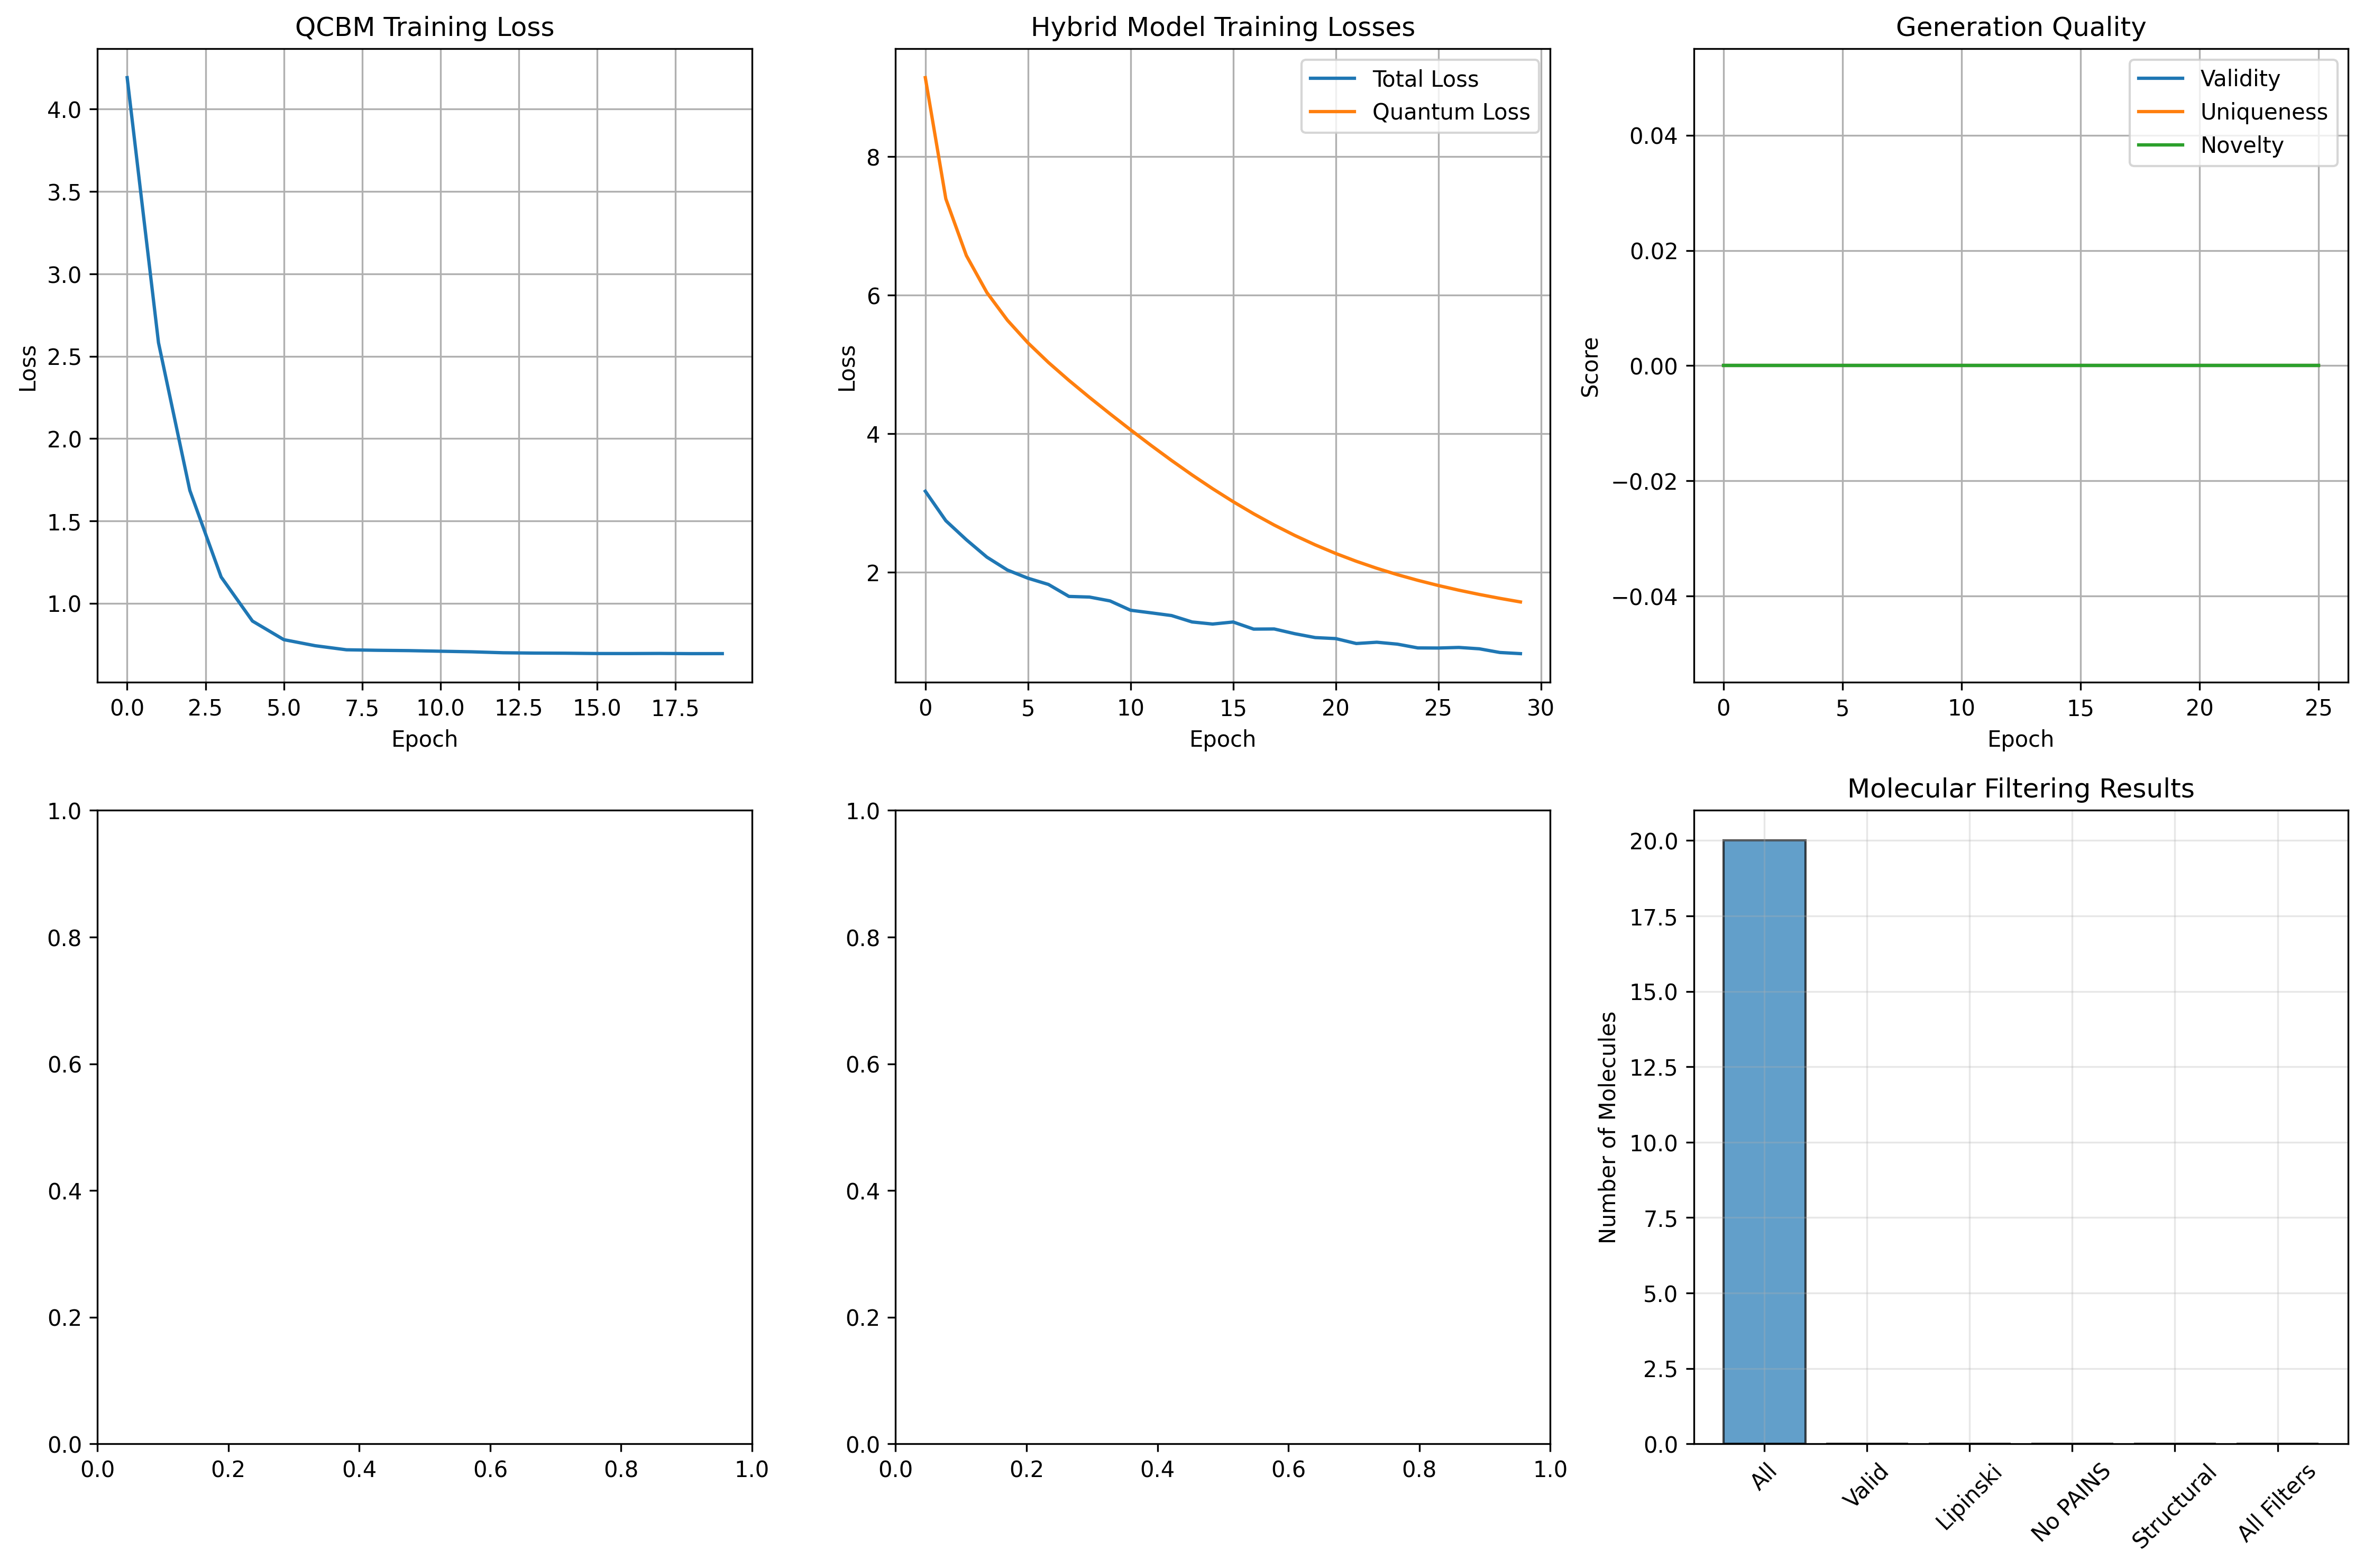 QCBM Training Loss
4.0
3.5
3.0
2.5
2.0
1.5
1.0
Loss
0.0 2.5 5.0 7.5 10.0 12.5 15.0 17.5
Epoch
Hybrid Model Training Losses
Total Loss
Quantum Loss
8
6
4
2
Loss
0 5 10 15 20 25 30
Epoch
Generation Quality
Validity
Uniqueness
Novelty
0.04
0.02
0.00
−0.02
−0.04
Score
0 5 10 15 20 25
Epoch
1.0
0.8
0.6
0.4
0.2
0.0
0.0 0.2 0.4 0.6 0.8 1.0
1.0
0.8
0.6
0.4
0.2
0.0
0.0 0.2 0.4 0.6 0.8 1.0
Molecular Filtering Results
20.0
17.5
15.0
12.5
10.0
7.5
5.0
2.5
0.0
Number of Molecules
All
Valid
Lipinski
No PAINS
Structural
All Filters